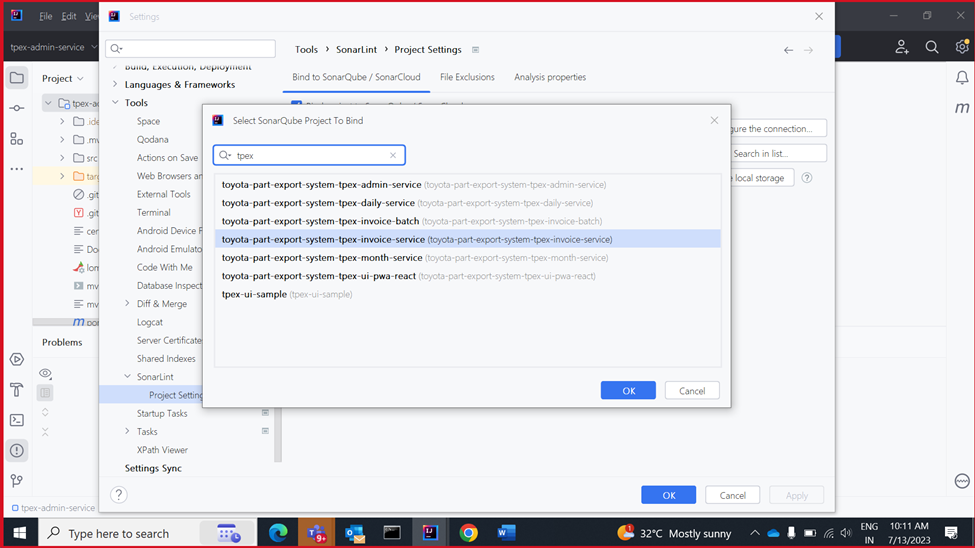 File Edit Vie
Settings
tpex-admin-service
Project
tpex-a
.ide
.mv
src
tar
.git
.git
cer
Do
lon
mv
mv
Problems
tpex-admin-service
Build, Execution, Deployment
Languages & Frameworks
Tools
Space
Qodana
Actions on Save
Web Browsers an
External Tools
Terminal
Android Device F
Android Emulato
Code With Me
Database Inspect
Diff & Merge
Logcat
Server Certificate
Shared Indexes
SonarLint
Project Setting
Startup Tasks
Tasks
XPath Viewer
Settings Sync
Tools › SonarLint › Project Settings
Bind to SonarQube / SonarCloud File Exclusions Analysis properties
gure the connection...
Search in list...
e local storage
Select SonarQube Project To Bind
tpex
toyota-part-export-system-tpex-admin-service (toyota-part-export-system-tpex-admin-service)
toyota-part-export-system-tpex-daily-service (toyota-part-export-system-tpex-daily-service)
toyota-part-export-system-tpex-invoice-batch (toyota-part-export-system-tpex-invoice-batch)
toyota-part-export-system-tpex-invoice-service (toyota-part-export-system-tpex-invoice-service)
toyota-part-export-system-tpex-month-service (toyota-part-export-system-tpex-month-service)
toyota-part-export-system-tpex-ui-pwa-react (toyota-part-export-system-tpex-ui-pwa-react)
tpex-ui-sample (tpex-ui-sample)
OK Cancel
OK Cancel Apply
Type here to search
9+
32°C Mostly sunny
ENG
IN
10:11 AM
7/13/2023